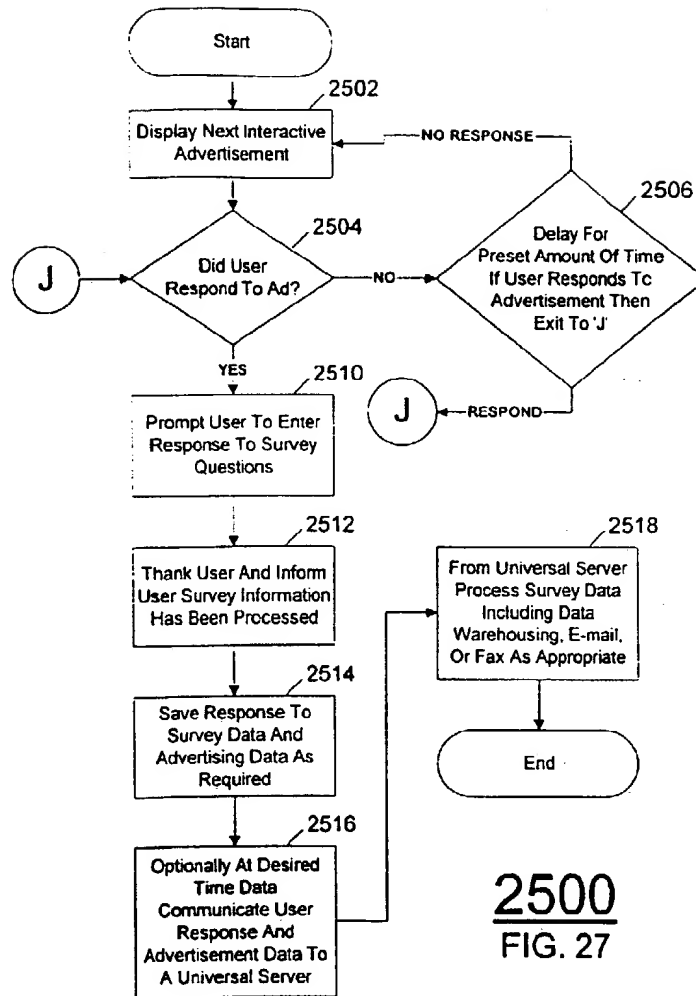 Start
2502
Display Next Interactive
Advertisement
NO RESPONSE
2506
2504
Delay For
Preset Amount Of Time
If User Responds Tc
Advertisement Then
Exit To 'J'
J
Did User
Respond To Ad?
NO
YES
J
RESPOND
2510
Prompt User To Enter
Response To Survey
Questions
2512
Thank User And Inform
User Survey Information
Has Been Processed
2518
From Universal Server
Process Survey Data
Including Data
Warehousing, E-mail,
Or Fax As Appropriate
2514
Save Response To
Survey Data And
Advertising Data As
Required
End
2516
Optionally At Desired
Time Data
Communicate User
Response And
Advertisement Data To
A Universal Server
2500
FIG. 27